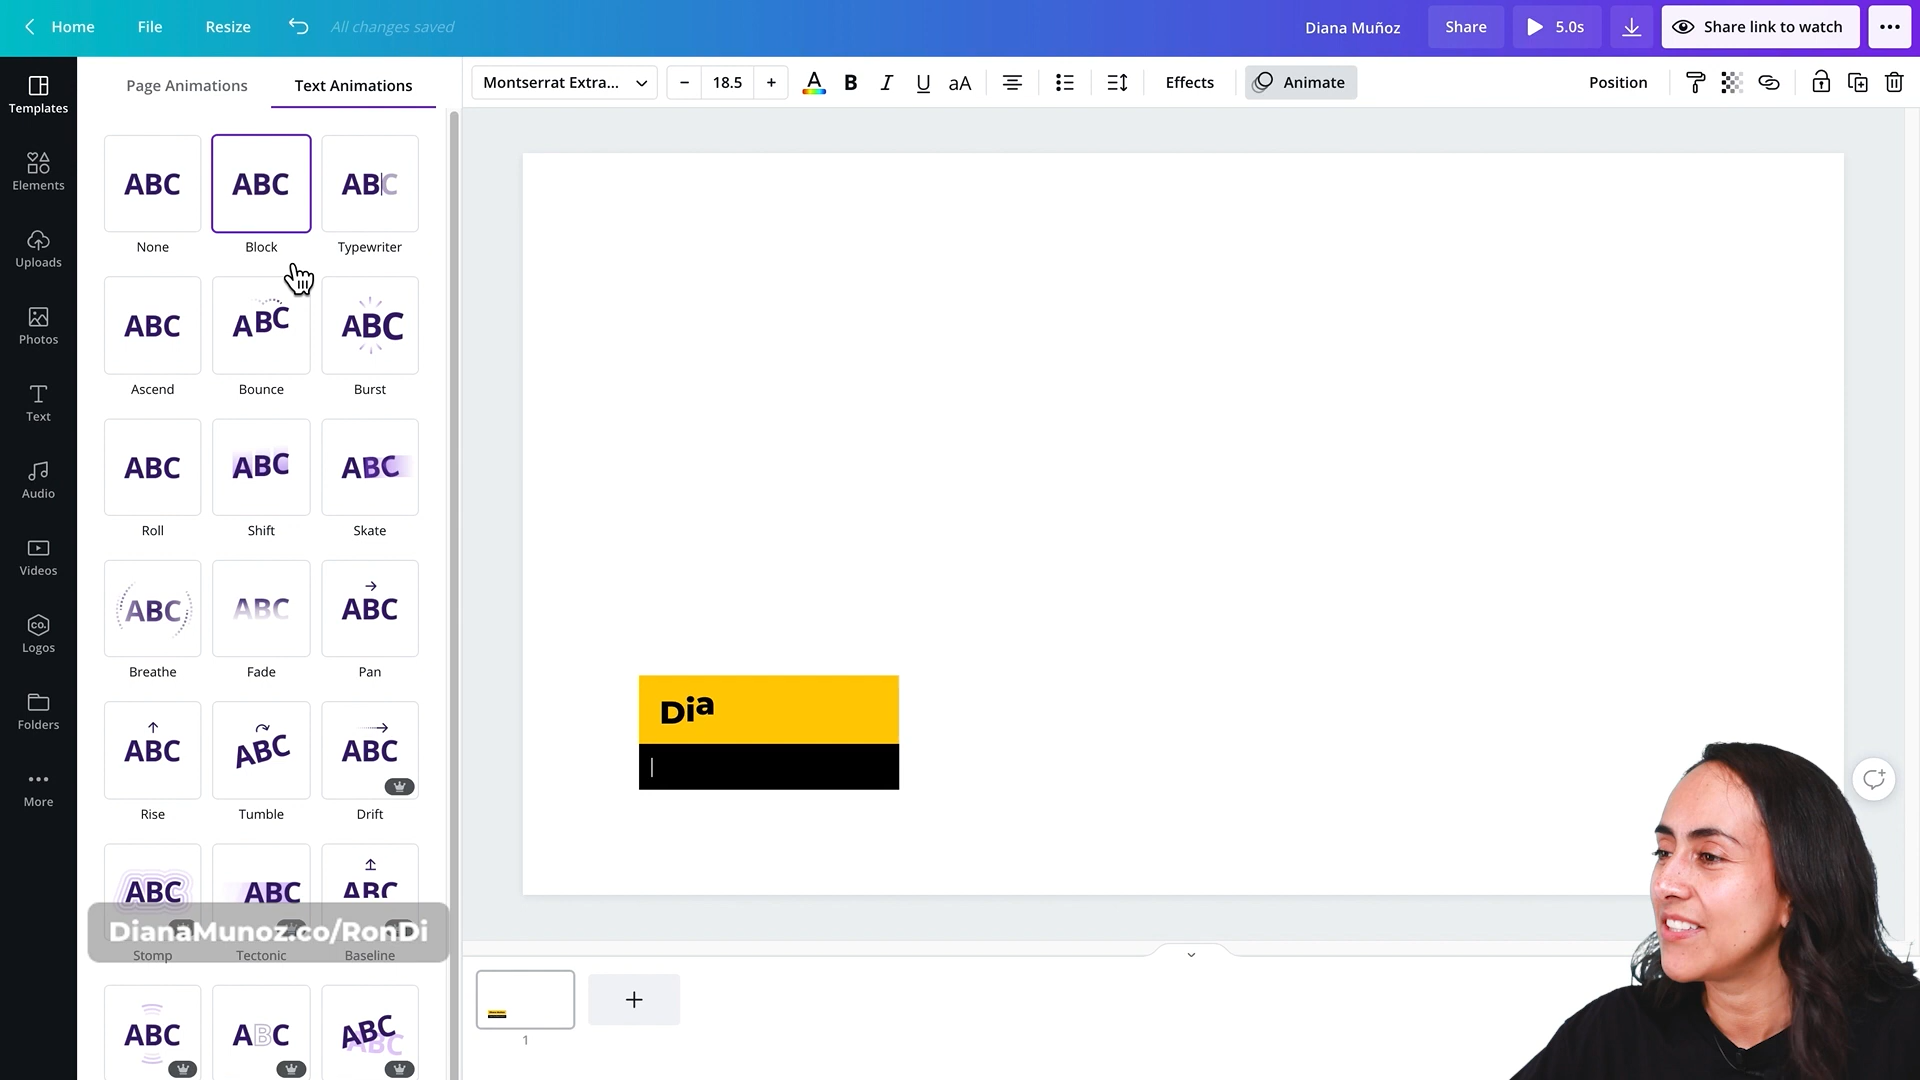 Home
File
Resize
All changes saved
Diana Muñoz
Share
5.0s
Share link to watch
Templates
Elements
Uploads
Photos
Text
Audio
Videos
co.
Logos
Folders
More
Page Animations
Text Animations
ABC
None
ABC
Block
ABC
Typewriter
ABC
Ascend
ABC
Bounce
ABC
Burst
ABC
Roll
ABC
Shift
ABC
Skate
ABC
Breathe
ABC
Fade
ABC
Pan
ABC
Rise
ABC
Tumble
ABC
Drift
ABC
Stomp
ABC
Tectonic
ABC
Baseline
DianaMunoz.co/RonDi
ABC
ABC
ABC
Montserrat Extra...
18.5
A
B
I
U
aA
Effects
Animate
Position
Dia
1